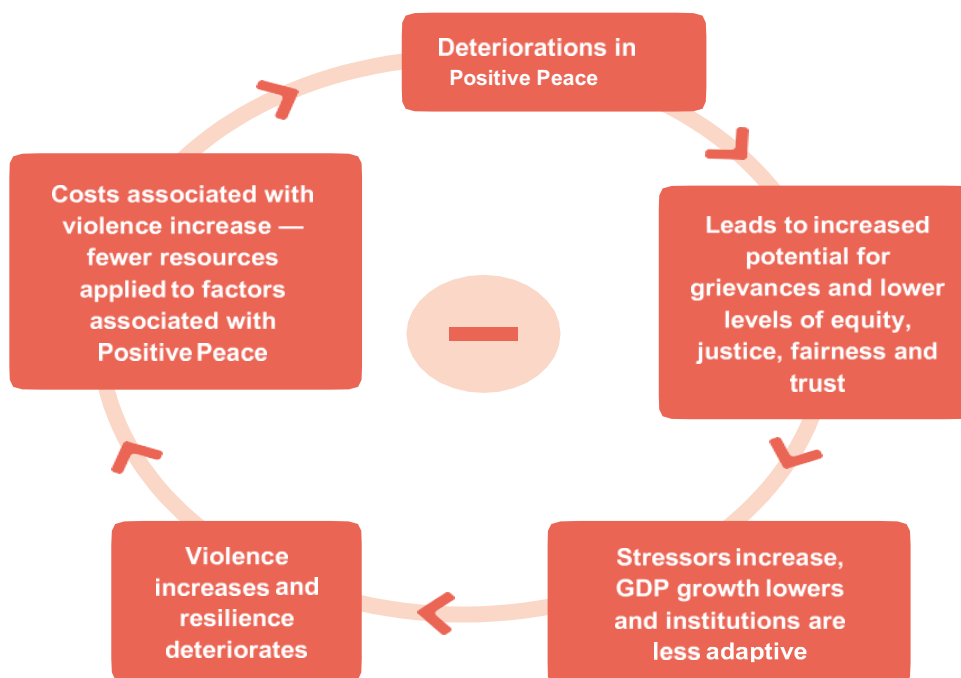 Deteriorations in
Positive Peace
Leads to increased
potential for
grievances and lower
levels of equity,
justice, fairness and
trust
Stressors increase,
GDP growth lowers
and institutions are
less adaptive
Violence
increases and
resilience
deteriorates
Costs associated with
violence increase —
fewer resources
applied to factors
associated with
Positive Peace